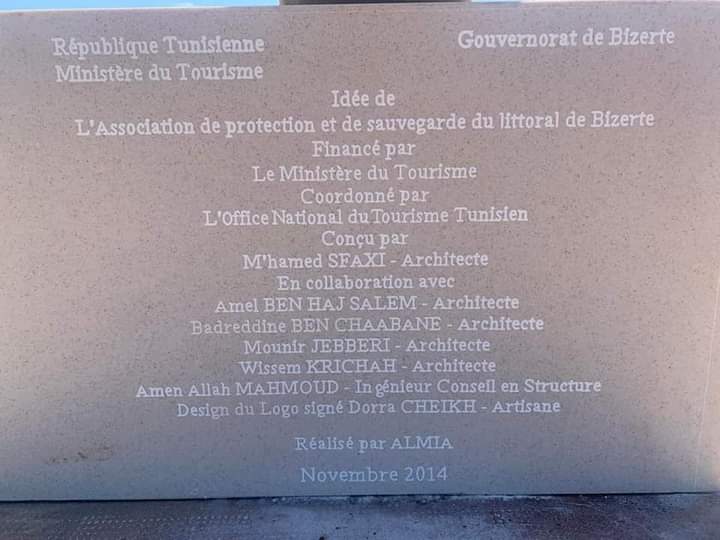 République Tunisienne
Ministère du Tourisme
Gouvernorat de Bizerte
Idée de
L'Association de protection et de sauvegarde du littoral de Bizerte
Financé par
Le Ministère du Tourisme
Coordonné par
L'Office National du Tourisme Tunisien
Conçu par
M'hamed SFAXI - Architecte
En collaboration avec
Amel BEN HAJ SALEM - Architecte
Badreddine BEN CHAABANE - Architecte
Mounir JEBBERI - Architecte
Wissem KRICHAH - Architecte
Amen Allah MAHMOUD - Ingénieur Conseil en Structure
Design du Logo signé Dorra CHEIKH - Artisane
Réalisé par ALMIA
Novembre 2014